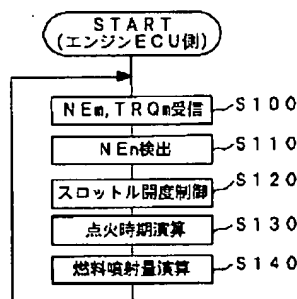 START
(エンジンECU側)
NEm,TRQm受信
S100
NEn検出
S110
スロットル開度制御
S120
点火時期演算
S130
燃料噴射量演算
S140